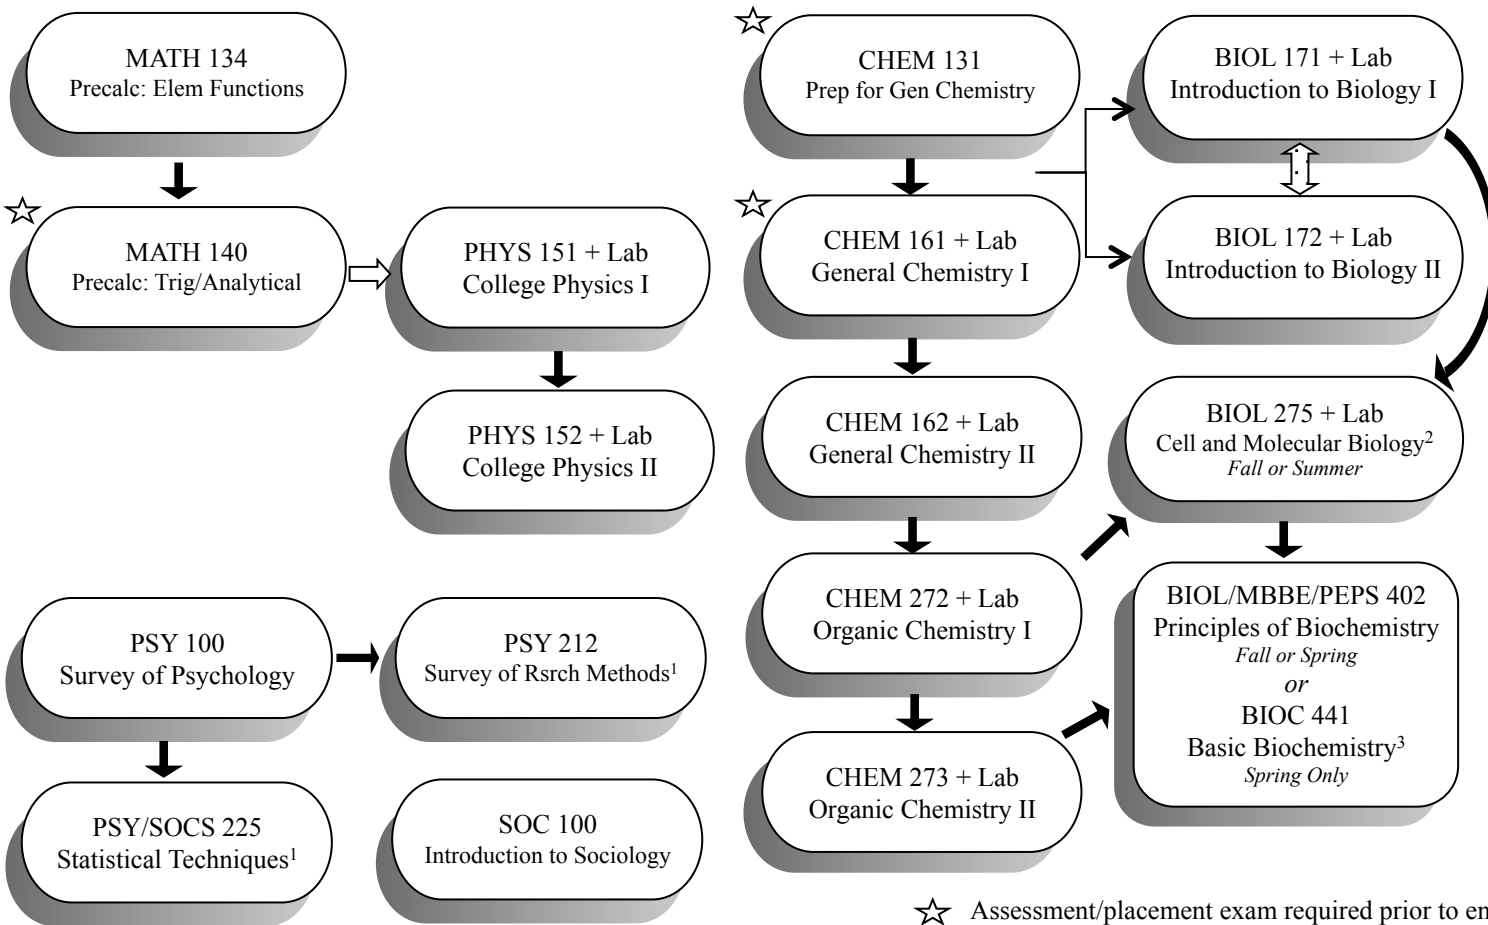 MATH 134
Precalc: Elem Functions
MATH 140
Precalc: Trig/Analytical
PHYS 151 + Lab
College Physics I
PHYS 152 + Lab
College Physics II
PSY 100
Survey of Psychology
PSY 212
Survey of Rsrch Methods¹
PSY/SOCS 225
Statistical Techniques¹
SOC 100
Introduction to Sociology
CHEM 131
Prep for Gen Chemistry
CHEM 161 + Lab
General Chemistry I
CHEM 162 + Lab
General Chemistry II
CHEM 272 + Lab
Organic Chemistry I
CHEM 273 + Lab
Organic Chemistry II
BIOL 171 + Lab
Introduction to Biology I
BIOL 172 + Lab
Introduction to Biology II
BIOL 275 + Lab
Cell and Molecular Biology²
Fall or Summer
BIOL/MBBE/PEPS 402
Principles of Biochemistry
Fall or Spring
or
BIOC 441
Basic Biochemistry³
Spring Only
Assessment/placement exam required prior to en